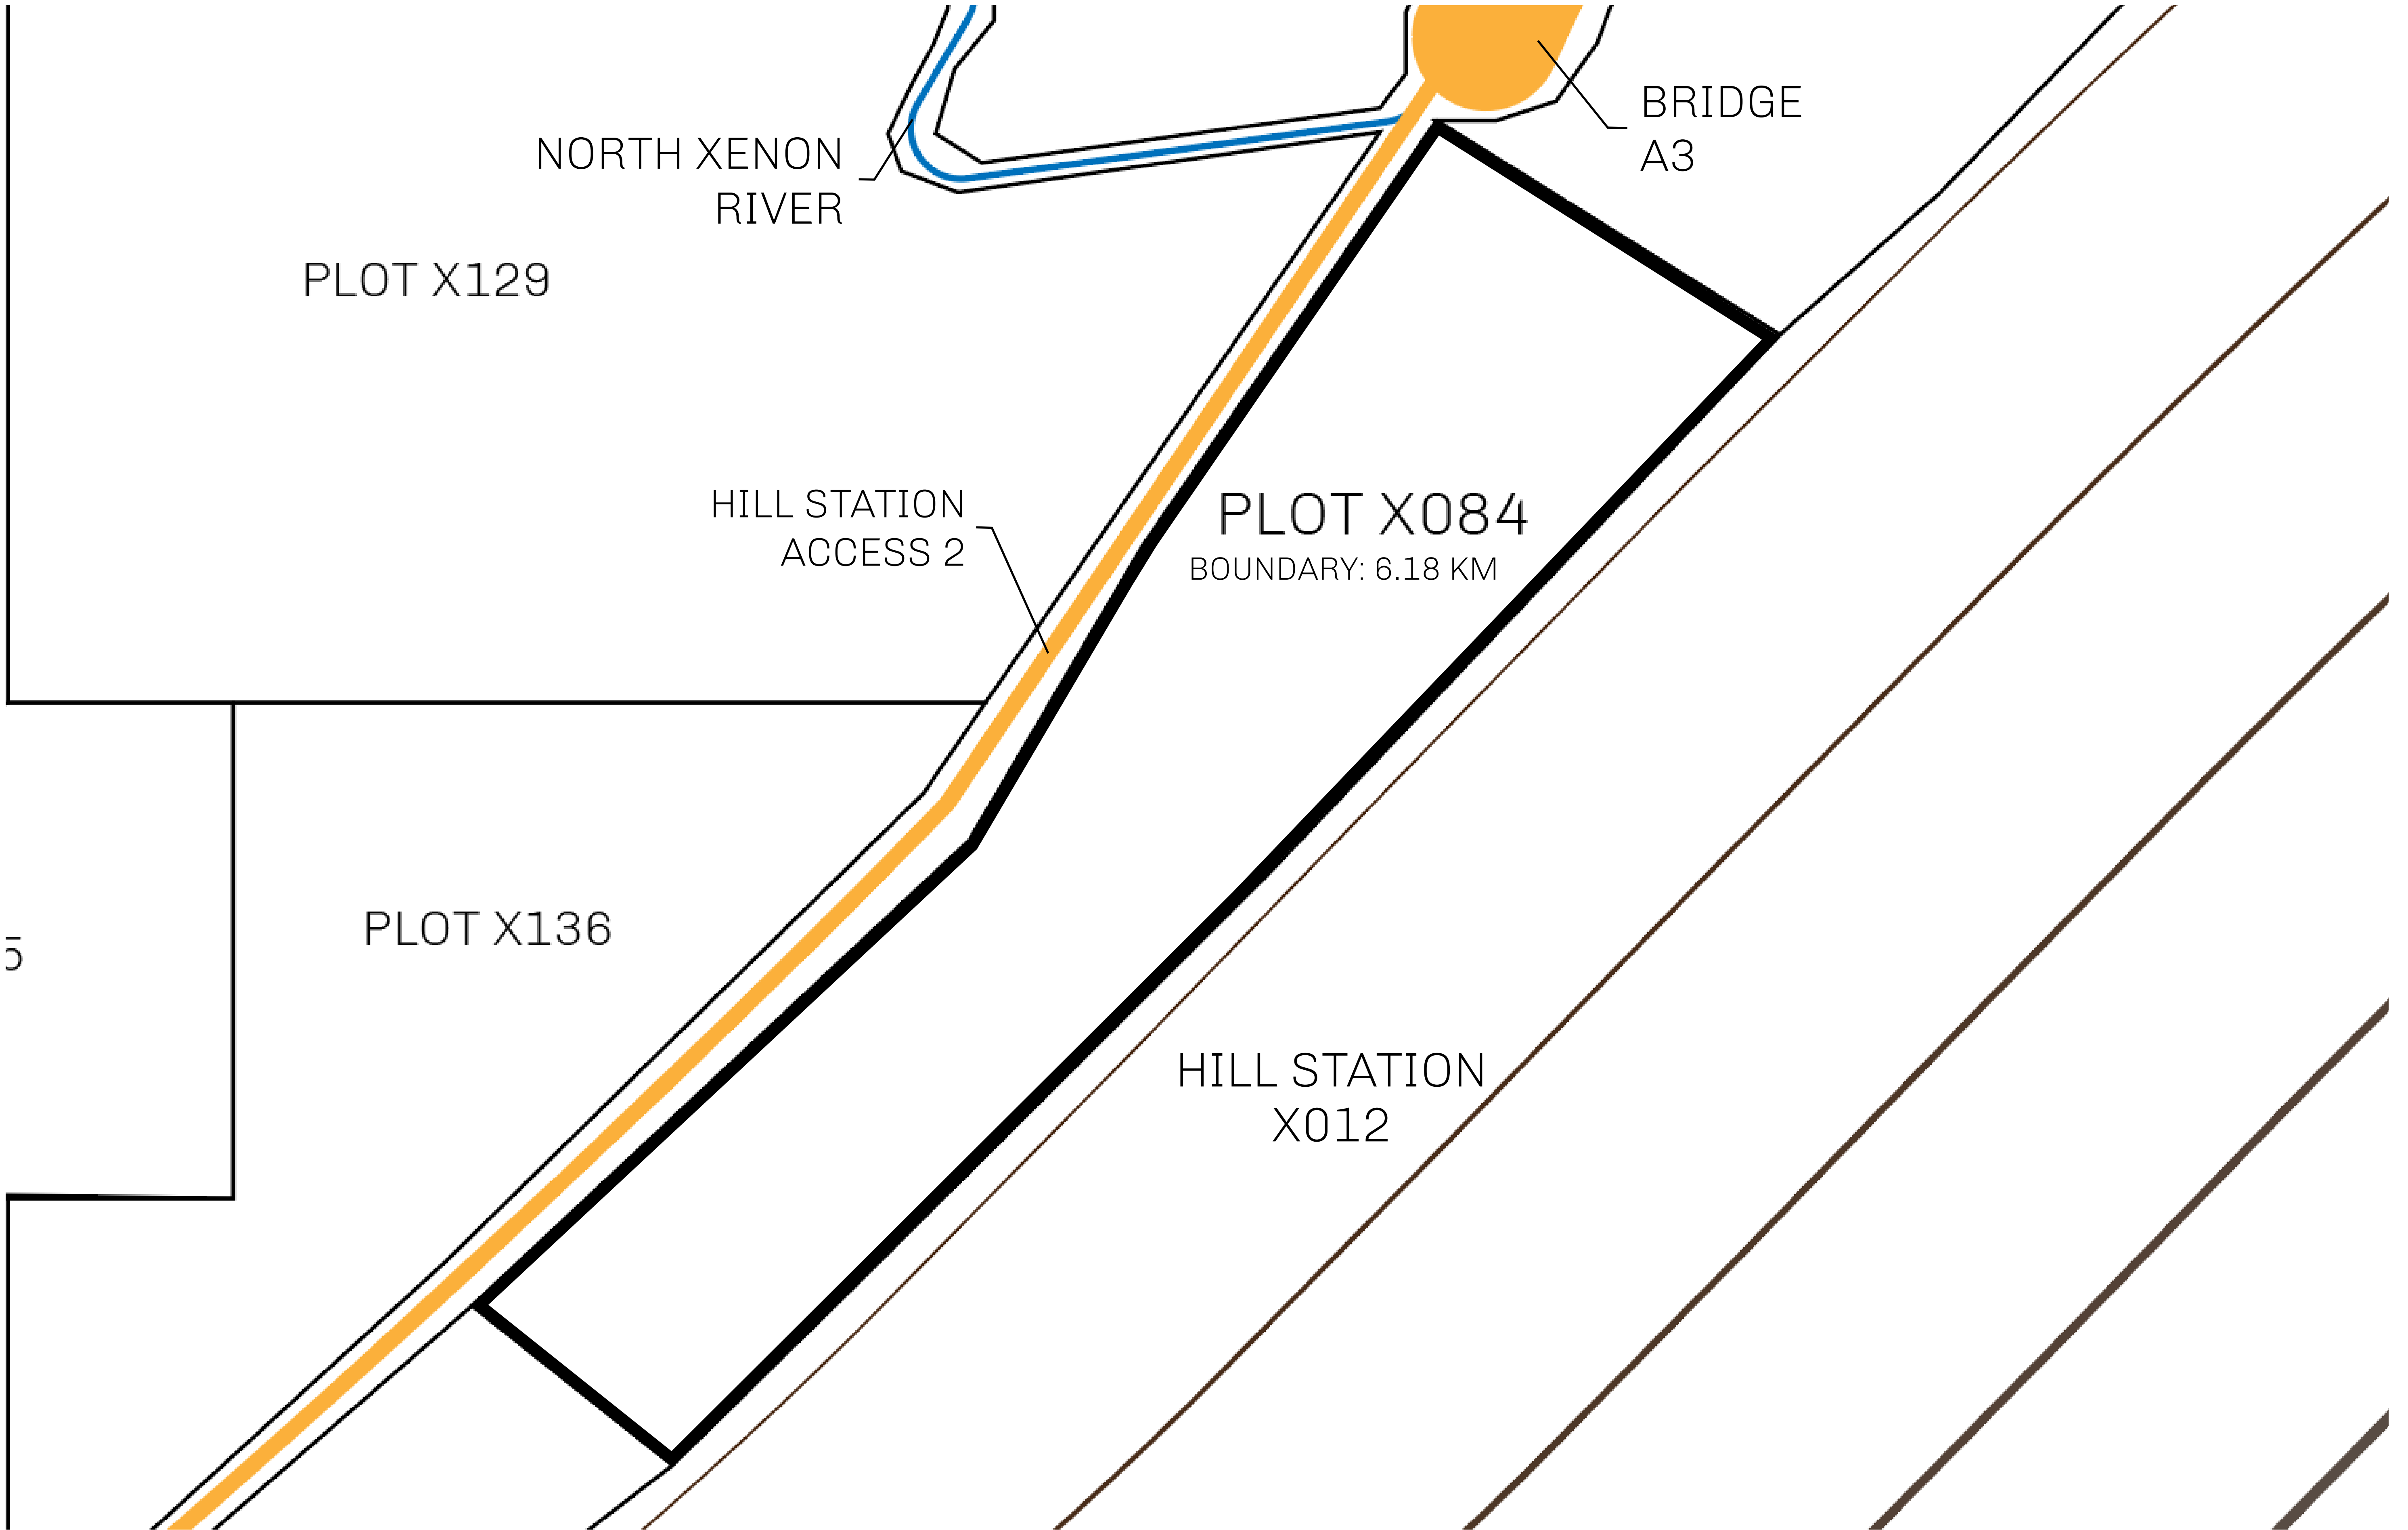 BRIDGE
A3
NORTH XENON
RIVER
PLOT X129
HILL STATION
ACCESS 2
PLOT X084
BOUNDARY: 6.18 KM
PLOT X136
5
HILL STATION
X012